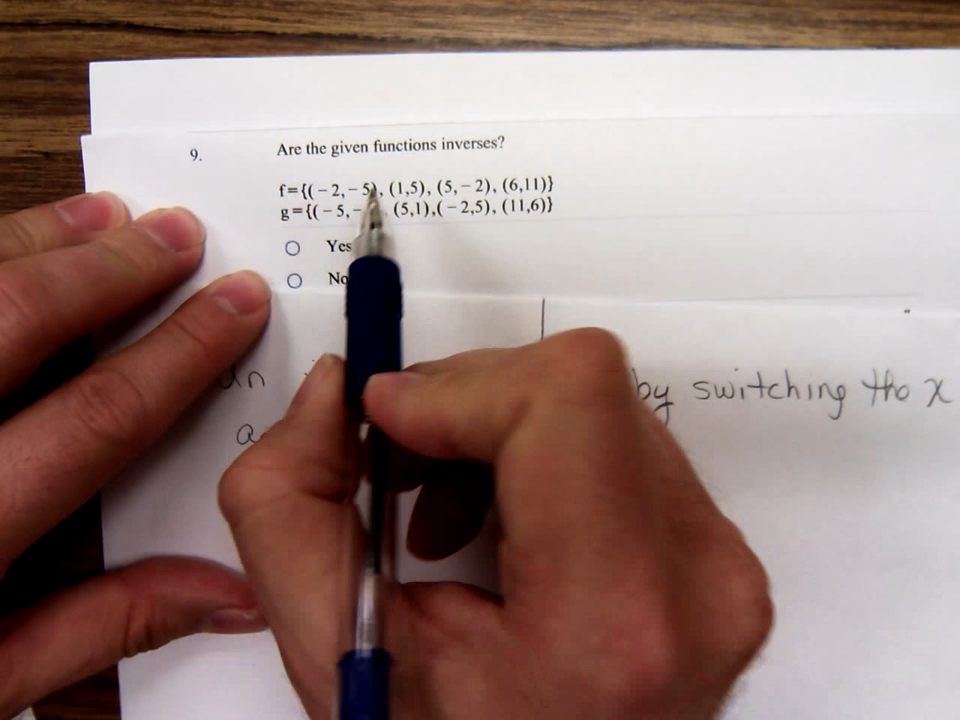 9. Are the given functions inverses?
f={(-2,-5), (1,5), (5,-2), (6,11)}
g={(-5,- (5,1),(-2,5), (11,6)}
Yes
No
by switching the x